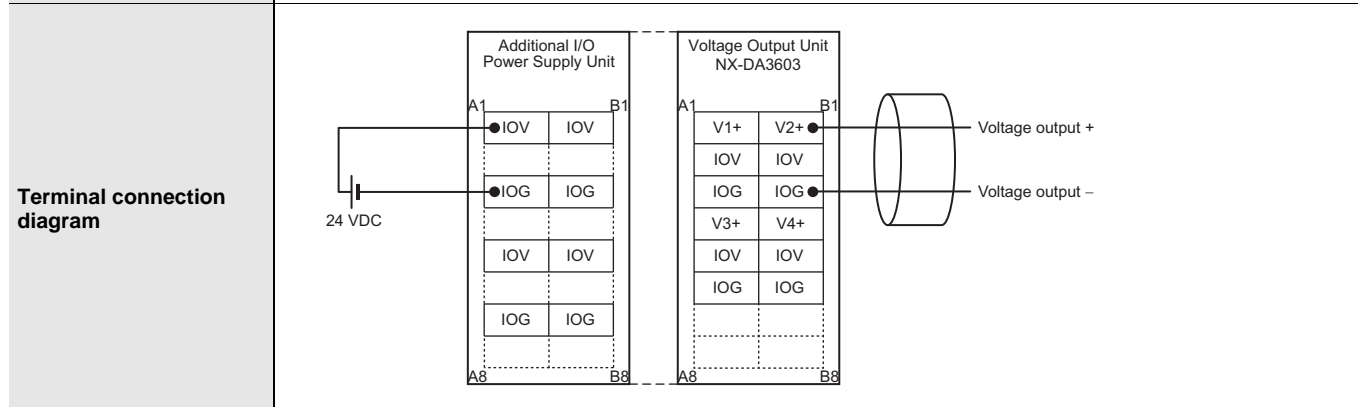 Terminal connection
diagram
Additional I/O
Power Supply Unit
A1 B1
IOV IOV
IOG IOG
IOV IOV
IOG IOG
A8 B8
24 VDC
Voltage Output Unit
NX-DA3603
A1 B1
V1+ V2+
IOV IOV
IOG IOG
V3+ V4+
IOV IOV
IOG IOG
A8 B8
Voltage output +
Voltage output −